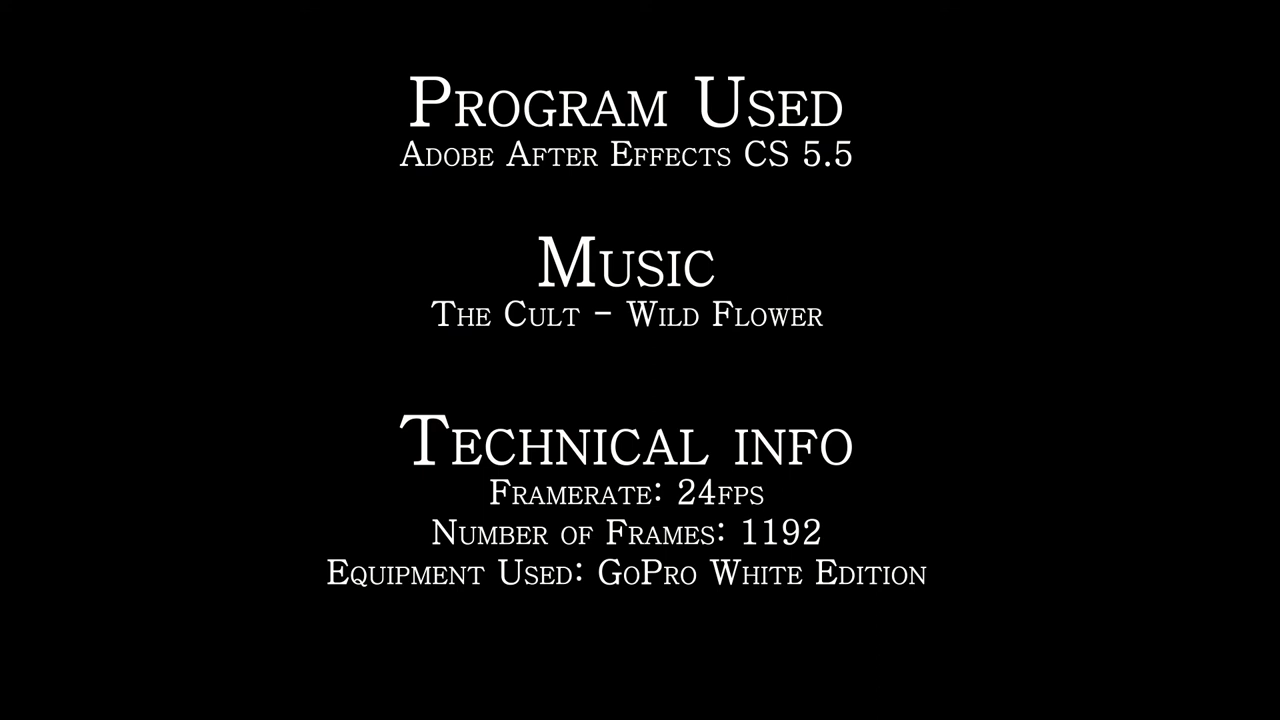 Program Used
Adobe After Effects CS 5.5
Music
The Cult - Wild Flower
Technical info
Framerate: 24fps
Number of Frames: 1192
Equipment Used: GoPro White Edition